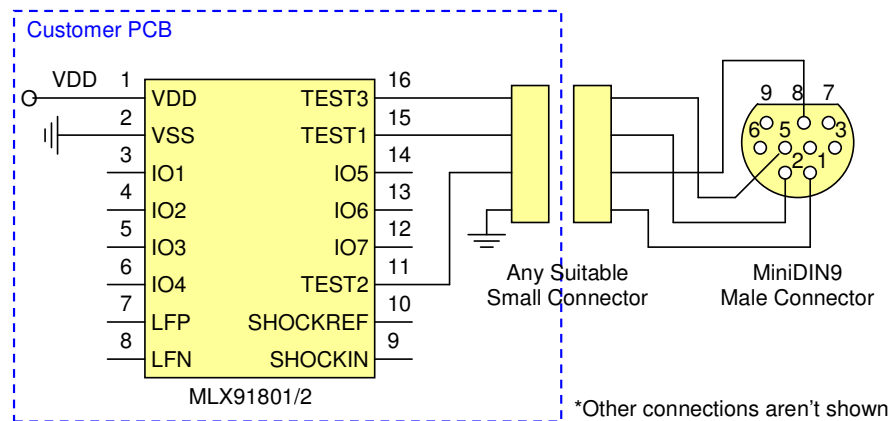 Customer PCB
VDD 1 16
VDD TEST3
2 15
VSS TEST1
3 14
IO1 IO5
4 13
IO2 IO6
5 12
IO3 IO7
6 11
IO4 TEST2
7 10
LFP SHOCKREF
8 9
LFN SHOCKIN
MLX91801/2
Any Suitable
Small Connector
9 8 7
6 5 3
2 1
MiniDIN9
Male Connector
*Other connections aren't shown